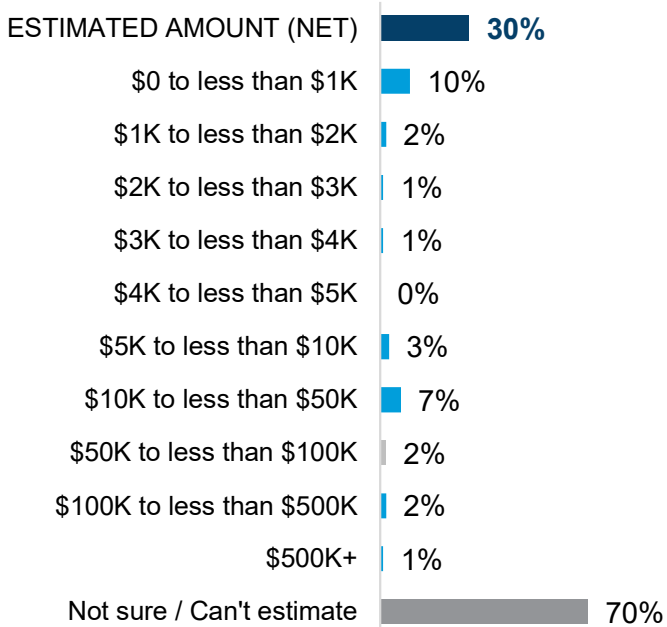 ESTIMATED AMOUNT (NET) 30%
$0 to less than $1K 10%
$1K to less than $2K 2%
$2K to less than $3K 1%
$3K to less than $4K 1%
$4K to less than $5K 0%
$5K to less than $10K 3%
$10K to less than $50K 7%
$50K to less than $100K 2%
$100K to less than $500K 2%
$500K+ 1%
Not sure / Can't estimate 70%